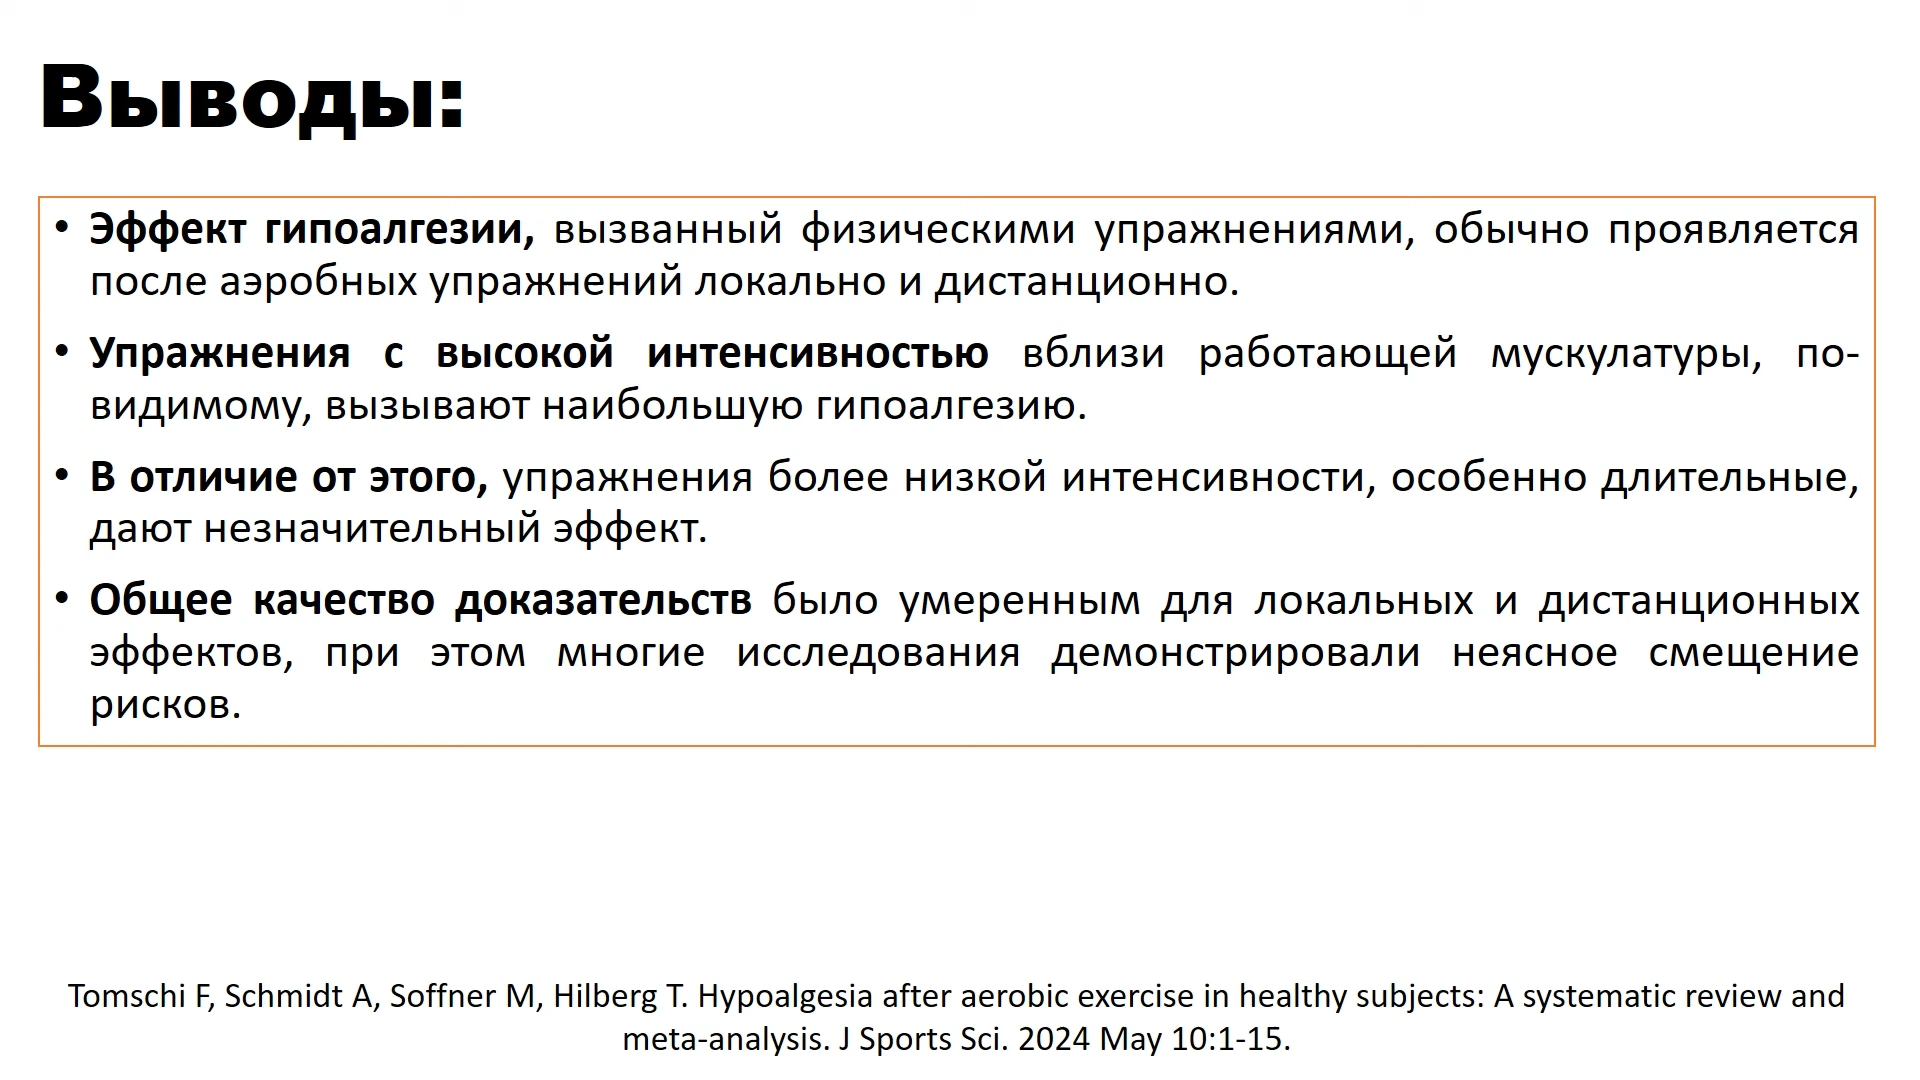 Выводы:
• Эффект гипоалгезии, вызванный физическими упражнениями, обычно проявляется
после аэробных упражнений локально и дистанционно.
• Упражнения с высокой интенсивностью вблизи работающей мускулатуры, по-
видимому, вызывают наибольшую гипоалгезию.
• В отличие от этого, упражнения более низкой интенсивности, особенно длительные,
дают незначительный эффект.
• Общее качество доказательств было умеренным для локальных и дистанционных
эффектов, при этом многие исследования демонстрировали неясное смещение
рисков.
Tomschi F, Schmidt A, Soffner M, Hilberg T. Hypoalgesia after aerobic exercise in healthy subjects: A systematic review and
meta-analysis. J Sports Sci. 2024 May 10:1-15.